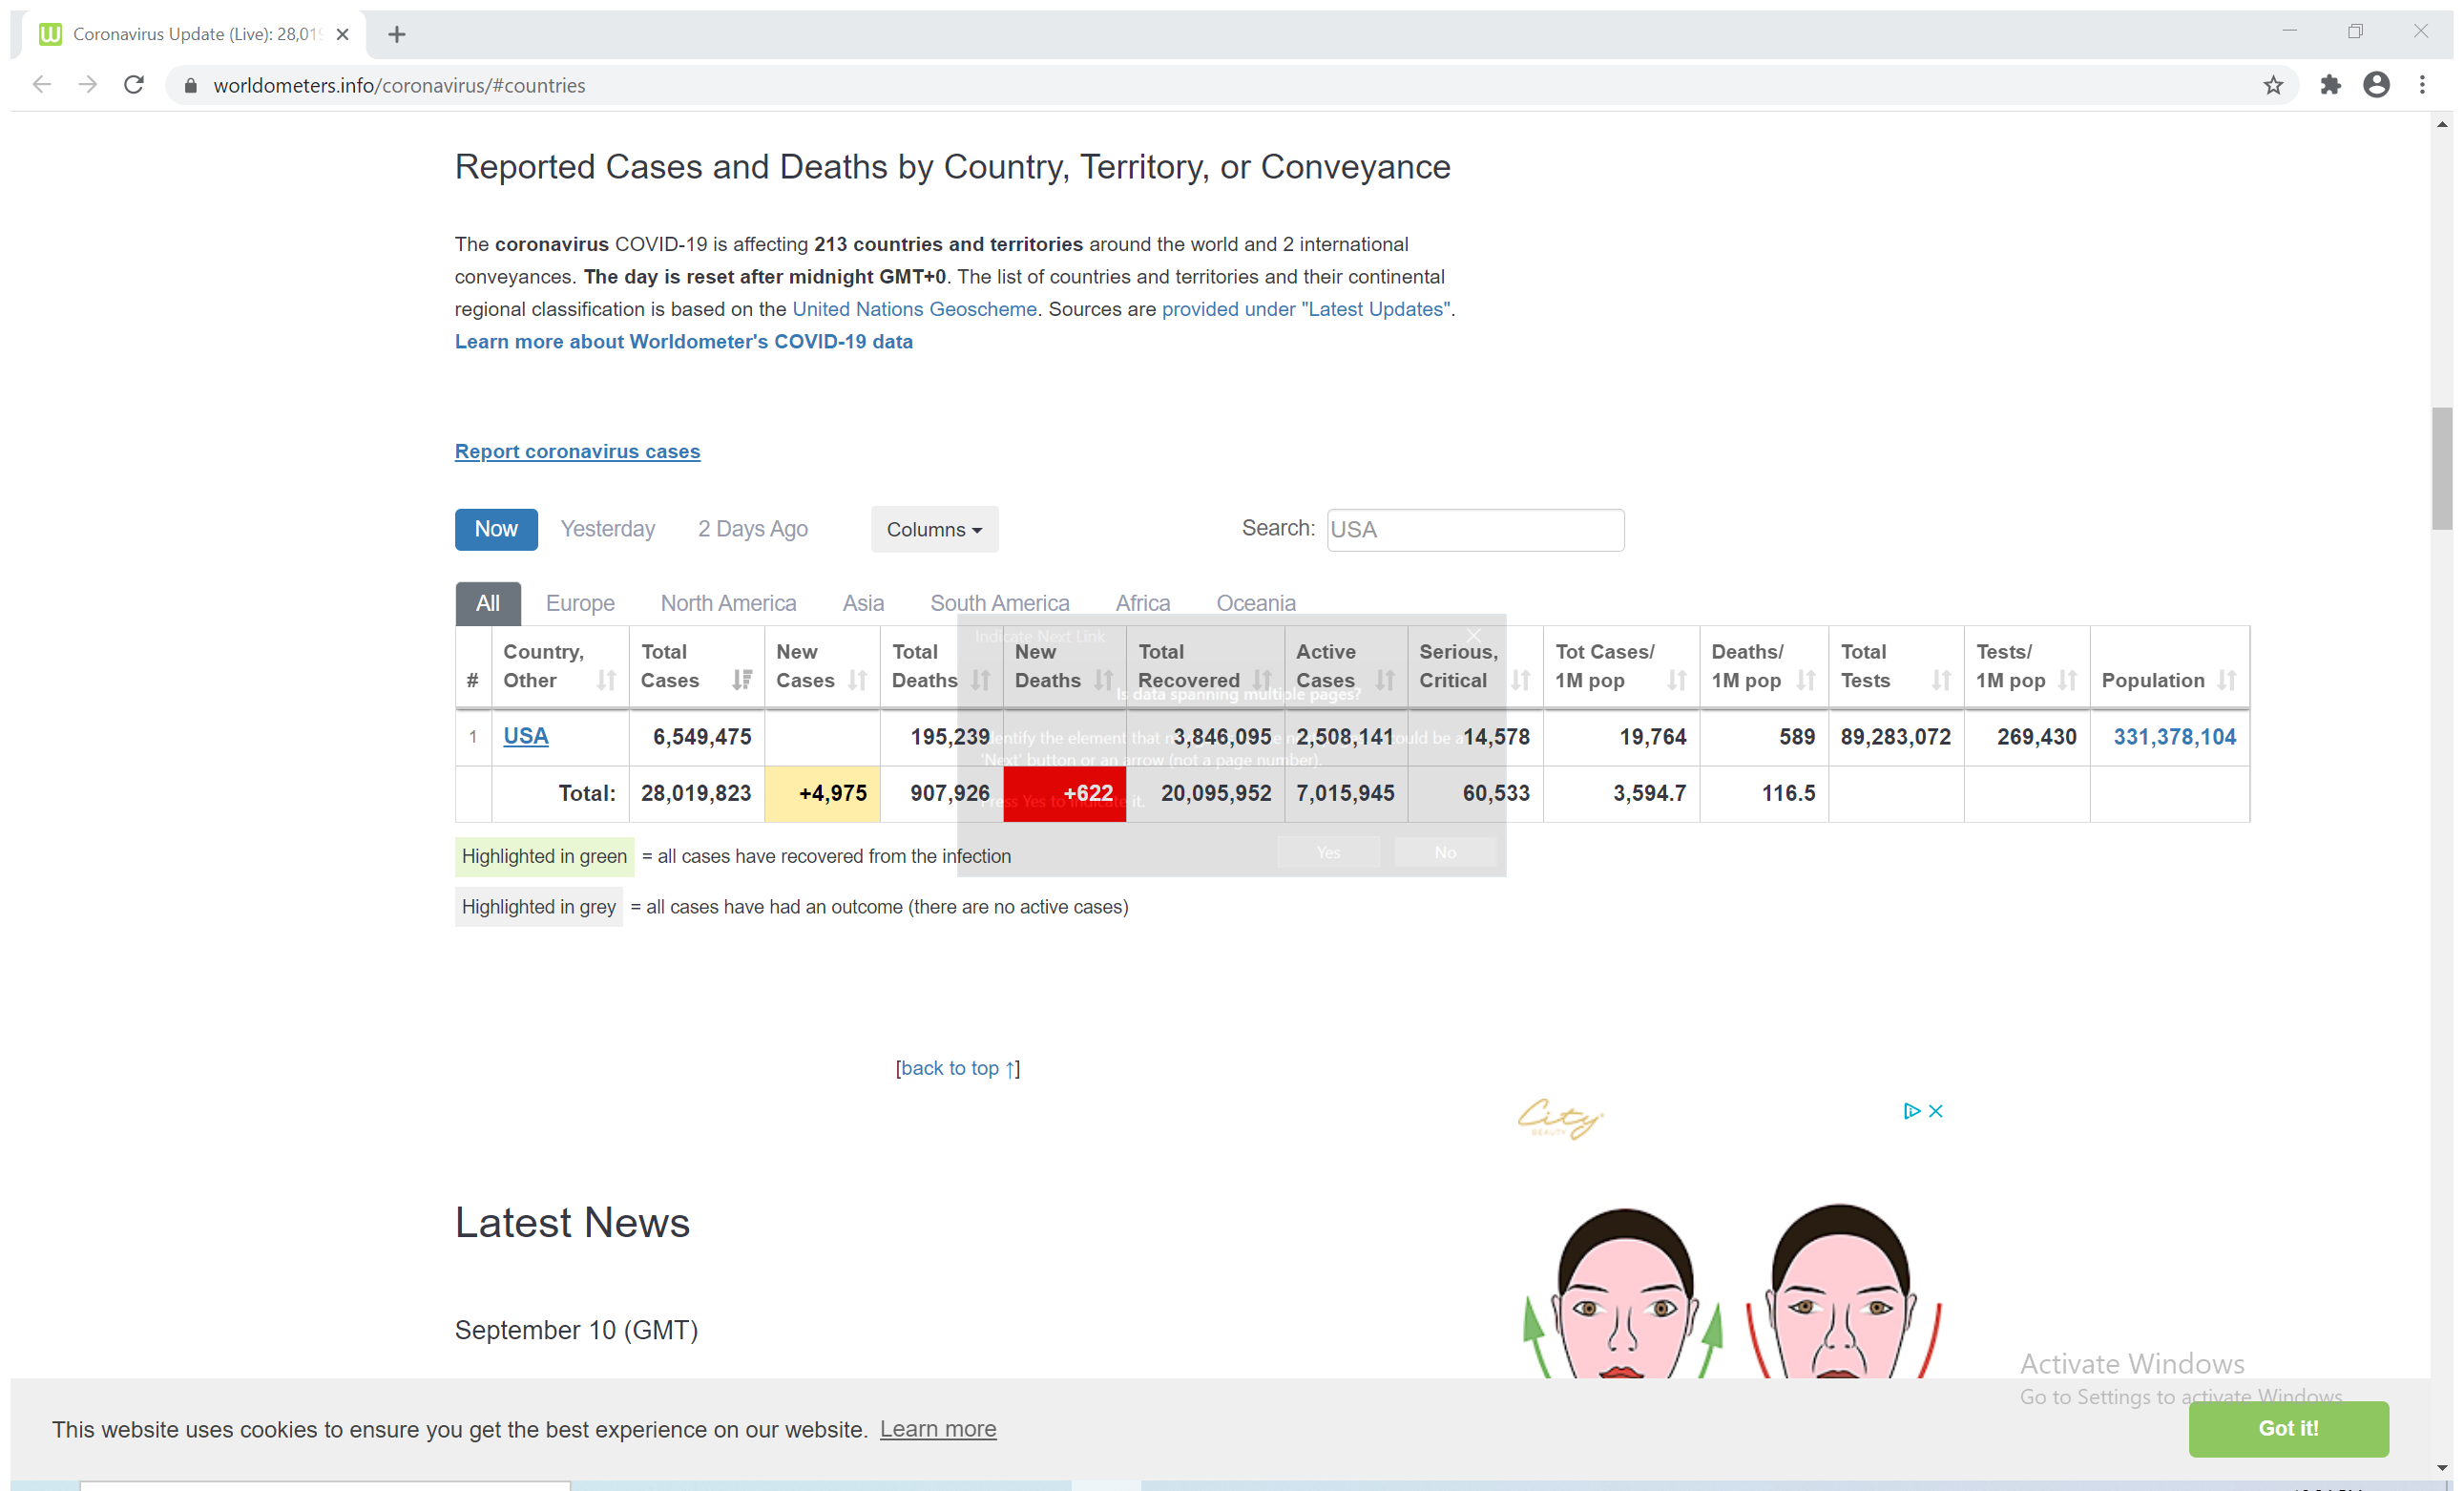 Coronavirus Update (Live): 28,019
worldometers.info/coronavirus/#countries
Reported Cases and Deaths by Country, Territory, or Conveyance
The coronavirus COVID-19 is affecting 213 countries and territories around the world and 2 international
conveyances. The day is reset after midnight GMT+0. The list of countries and territories and their continental
regional classification is based on the United Nations Geoscheme. Sources are provided under "Latest Updates".
Learn more about Worldometer's COVID-19 data
Report coronavirus cases
Now Yesterday 2 Days Ago Columns Search: USA
All Europe North America Asia South America Africa Oceania
Indicate Next Link
# Country, Other Total Cases New Cases Total Deaths New Deaths Total Recovered Active Cases Serious, Critical Tot Cases/ 1M pop Deaths/ 1M pop Total Tests Tests/ 1M pop Population
Is data spanning multiple pages?
1 USA 6,549,475 195,239 3,846,095 2,508,141 14,578 19,764 589 89,283,072 269,430 331,378,104
Identify the element that could be a
'Next' button or an arrow (not a page number).
Total: 28,019,823 +4,975 907,926 +622 20,095,952 7,015,945 60,533 3,594.7 116.5
Press Yes to indicate it.
Yes No
Highlighted in green = all cases have recovered from the infection
Highlighted in grey = all cases have had an outcome (there are no active cases)
[back to top ↑]
City
BEAUTY
Latest News
September 10 (GMT)
Activate Windows
Go to Settings to activate Windows.
This website uses cookies to ensure you get the best experience on our website. Learn more
Got it!